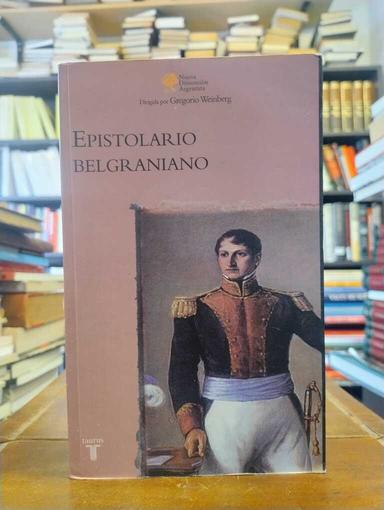 Nueva
Dimensión
Argentina
Dirigida por Gregorio Weinberg
EPISTOLARIO
BELGRANIANO
taurus